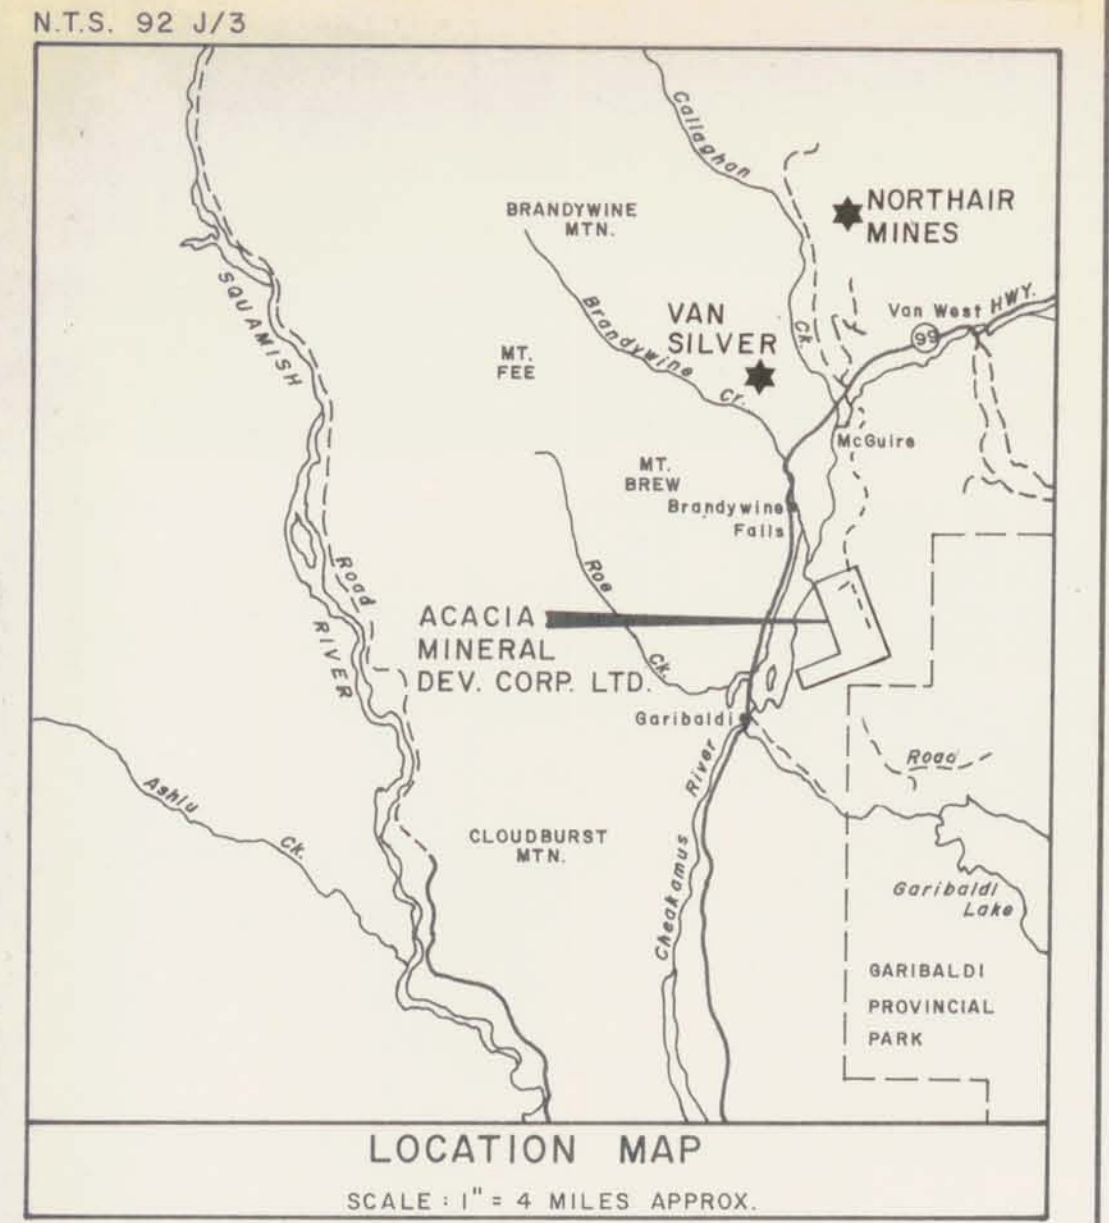 N.T.S. 92 J/3
Callaghan
Ck.
BRANDYWINE
MTN.
NORTHAIR
MINES
SQUAMISH
RIVER
Road
Brandywine
Cr.
VAN
SILVER
Van West HWY.
99
MT.
FEE
McGuire
MT.
BREW
Brandywine
Falls
Roe
Ck.
ACACIA
MINERAL
DEV. CORP. LTD.
Garibaldi
Road
Ashlu
Ck.
CLOUDBURST
MTN.
Cheakamus River
Garibaldi
Lake
GARIBALDI
PROVINCIAL
PARK
LOCATION MAP
SCALE : 1" = 4 MILES APPROX.